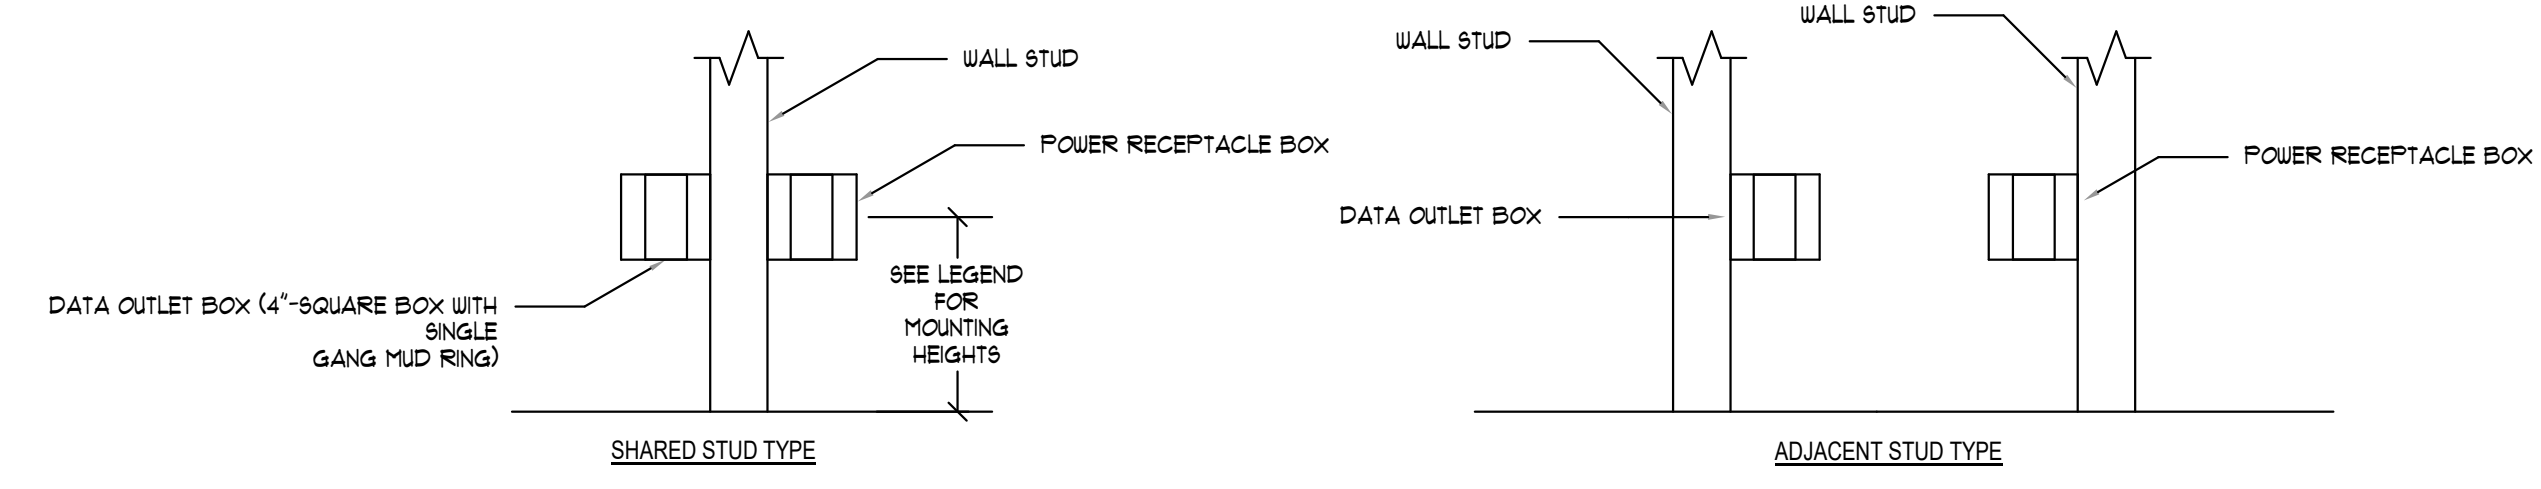 WALL STUD
POWER RECEPTACLE BOX
DATA OUTLET BOX (4"-SQUARE BOX WITH
SINGLE
GANG MUD RING)
SEE LEGEND
FOR
MOUNTING
HEIGHTS
SHARED STUD TYPE
WALL STUD
WALL STUD
POWER RECEPTACLE BOX
DATA OUTLET BOX
ADJACENT STUD TYPE